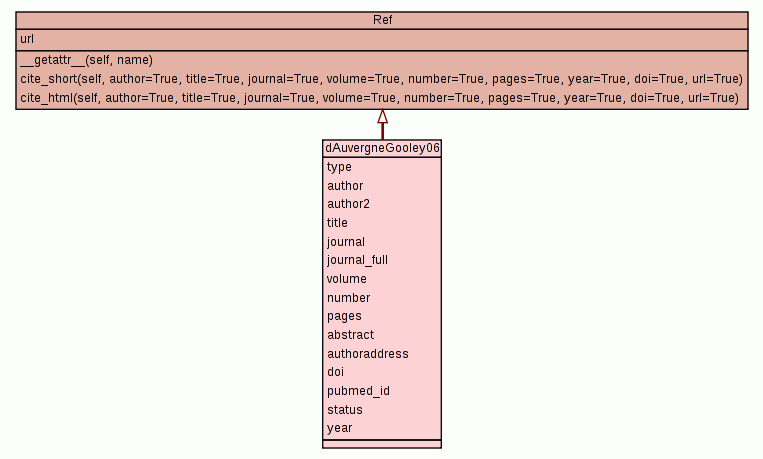 Ref
url
__getattr__(self, name)
cite_short(self, author=True, title=True, journal=True, volume=True, number=True, pages=True, year=True, doi=True, url=True)
cite_html(self, author=True, title=True, journal=True, volume=True, number=True, pages=True, year=True, doi=True, url=True)
dAuvergneGooley06
type
author
author2
title
journal
journal_full
volume
number
pages
abstract
authoraddress
doi
pubmed_id
status
year